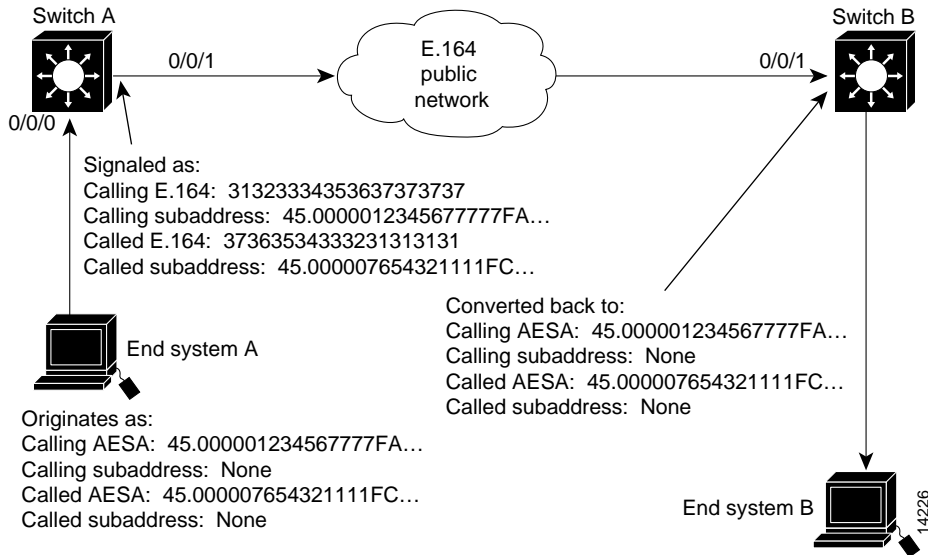 Switch A
Switch B
E.164
public
network
0/0/1
0/0/1
0/0/0
Signaled as:
Calling E.164: 31323334353637373737
Calling subaddress: 45.0000012345677777FA...
Called E.164: 37363534333231313131
Called subaddress: 45.000007654321111FC...
End system A
Converted back to:
Calling AESA: 45.000001234567777FA...
Calling subaddress: None
Called AESA: 45.000007654321111FC...
Called subaddress: None
Originates as:
Calling AESA: 45.000001234567777FA...
Calling subaddress: None
Called AESA: 45.000007654321111FC...
Called subaddress: None
End system B
14226